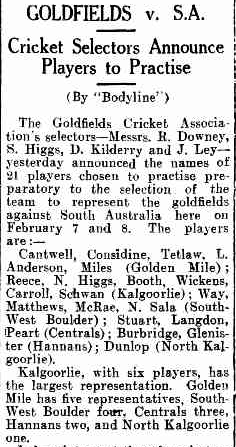 GOLDFIELDS v. S.A.
Cricket Selectors Announce
Players to Practise
(By "Bodyline")
The Goldfields Cricket Associa-
tion's selectors—Messrs. R. Downey,
S. Higgs, D. Kilderry and J. Ley—
yesterday announced the names of
21 players chosen to practise pre-
paratory to the selection of the
team to represent the goldfields
against South Australia here on
February 7 and 8. The players
are:—
Cantwell, Considine, Tetlaw, L.
Anderson, Miles (Golden Mile);
Reece, N. Higgs, Booth, Wickens,
Carroll, Schwan (Kalgoorlie); Way,
Matthews, McRae, N. Sala (South-
West Boulder); Stuart, Langdon,
Peart (Centrals); Burbridge, Glenis-
ter (Hannans); Dunlop (North Kal-
goorlie).
Kalgoorlie, with six players, has
the largest representation. Golden
Mile has five representatives, South-
West Boulder four, Centrals three,
Hannans two, and North Kalgoorlie
one.